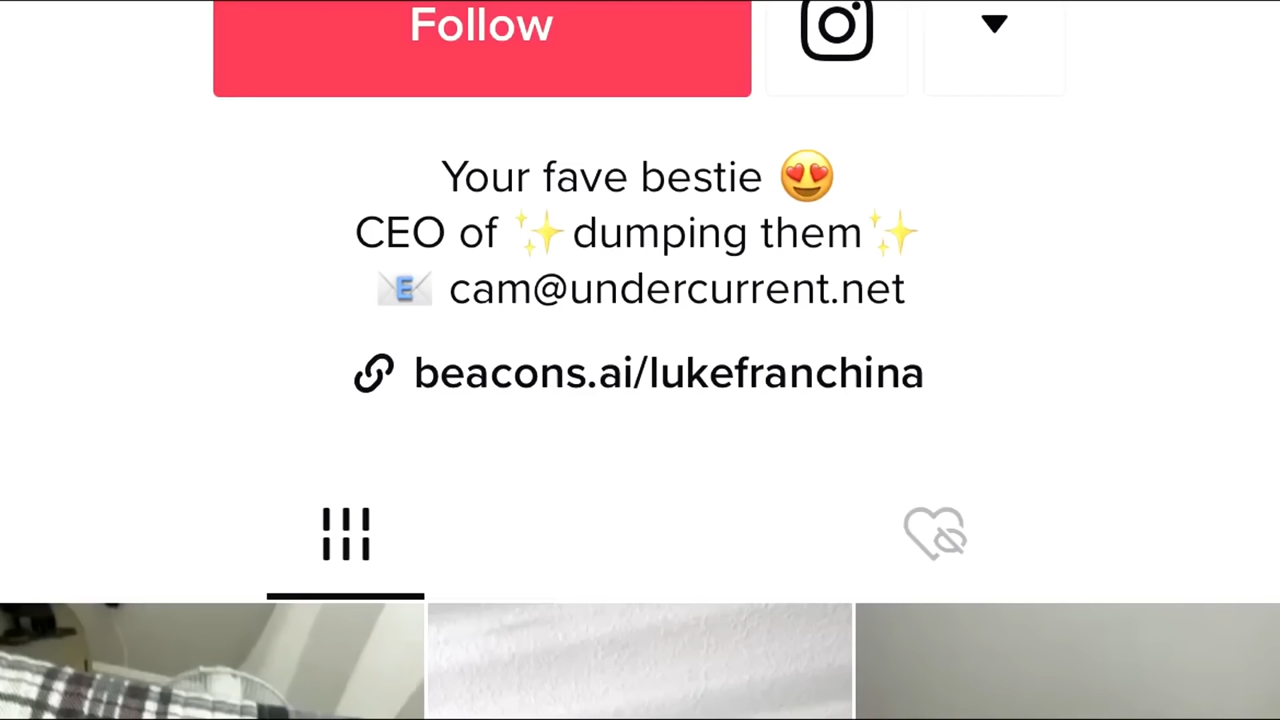 Follow
Your fave bestie 😍
CEO of ✨dumping them✨
📧 cam@undercurrent.net
beacons.ai/lukefranchina